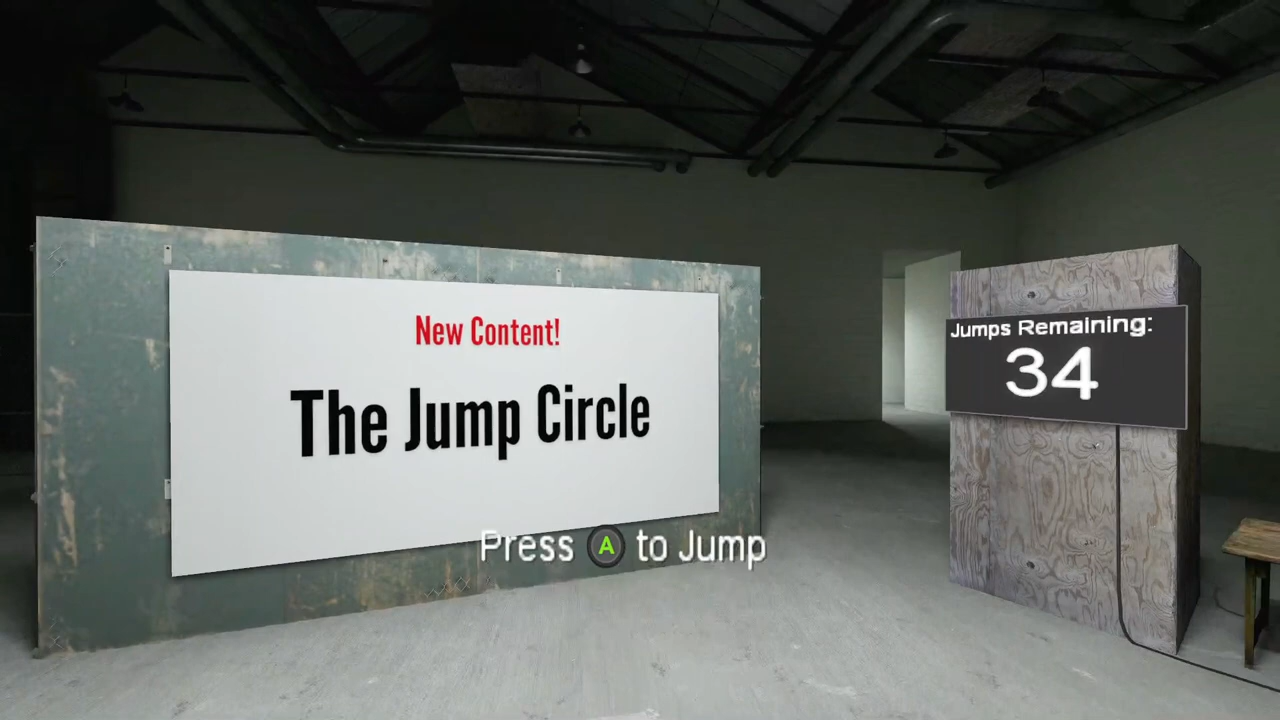 New Content!
The Jump Circle
Jumps Remaining:
34
Press A to Jump